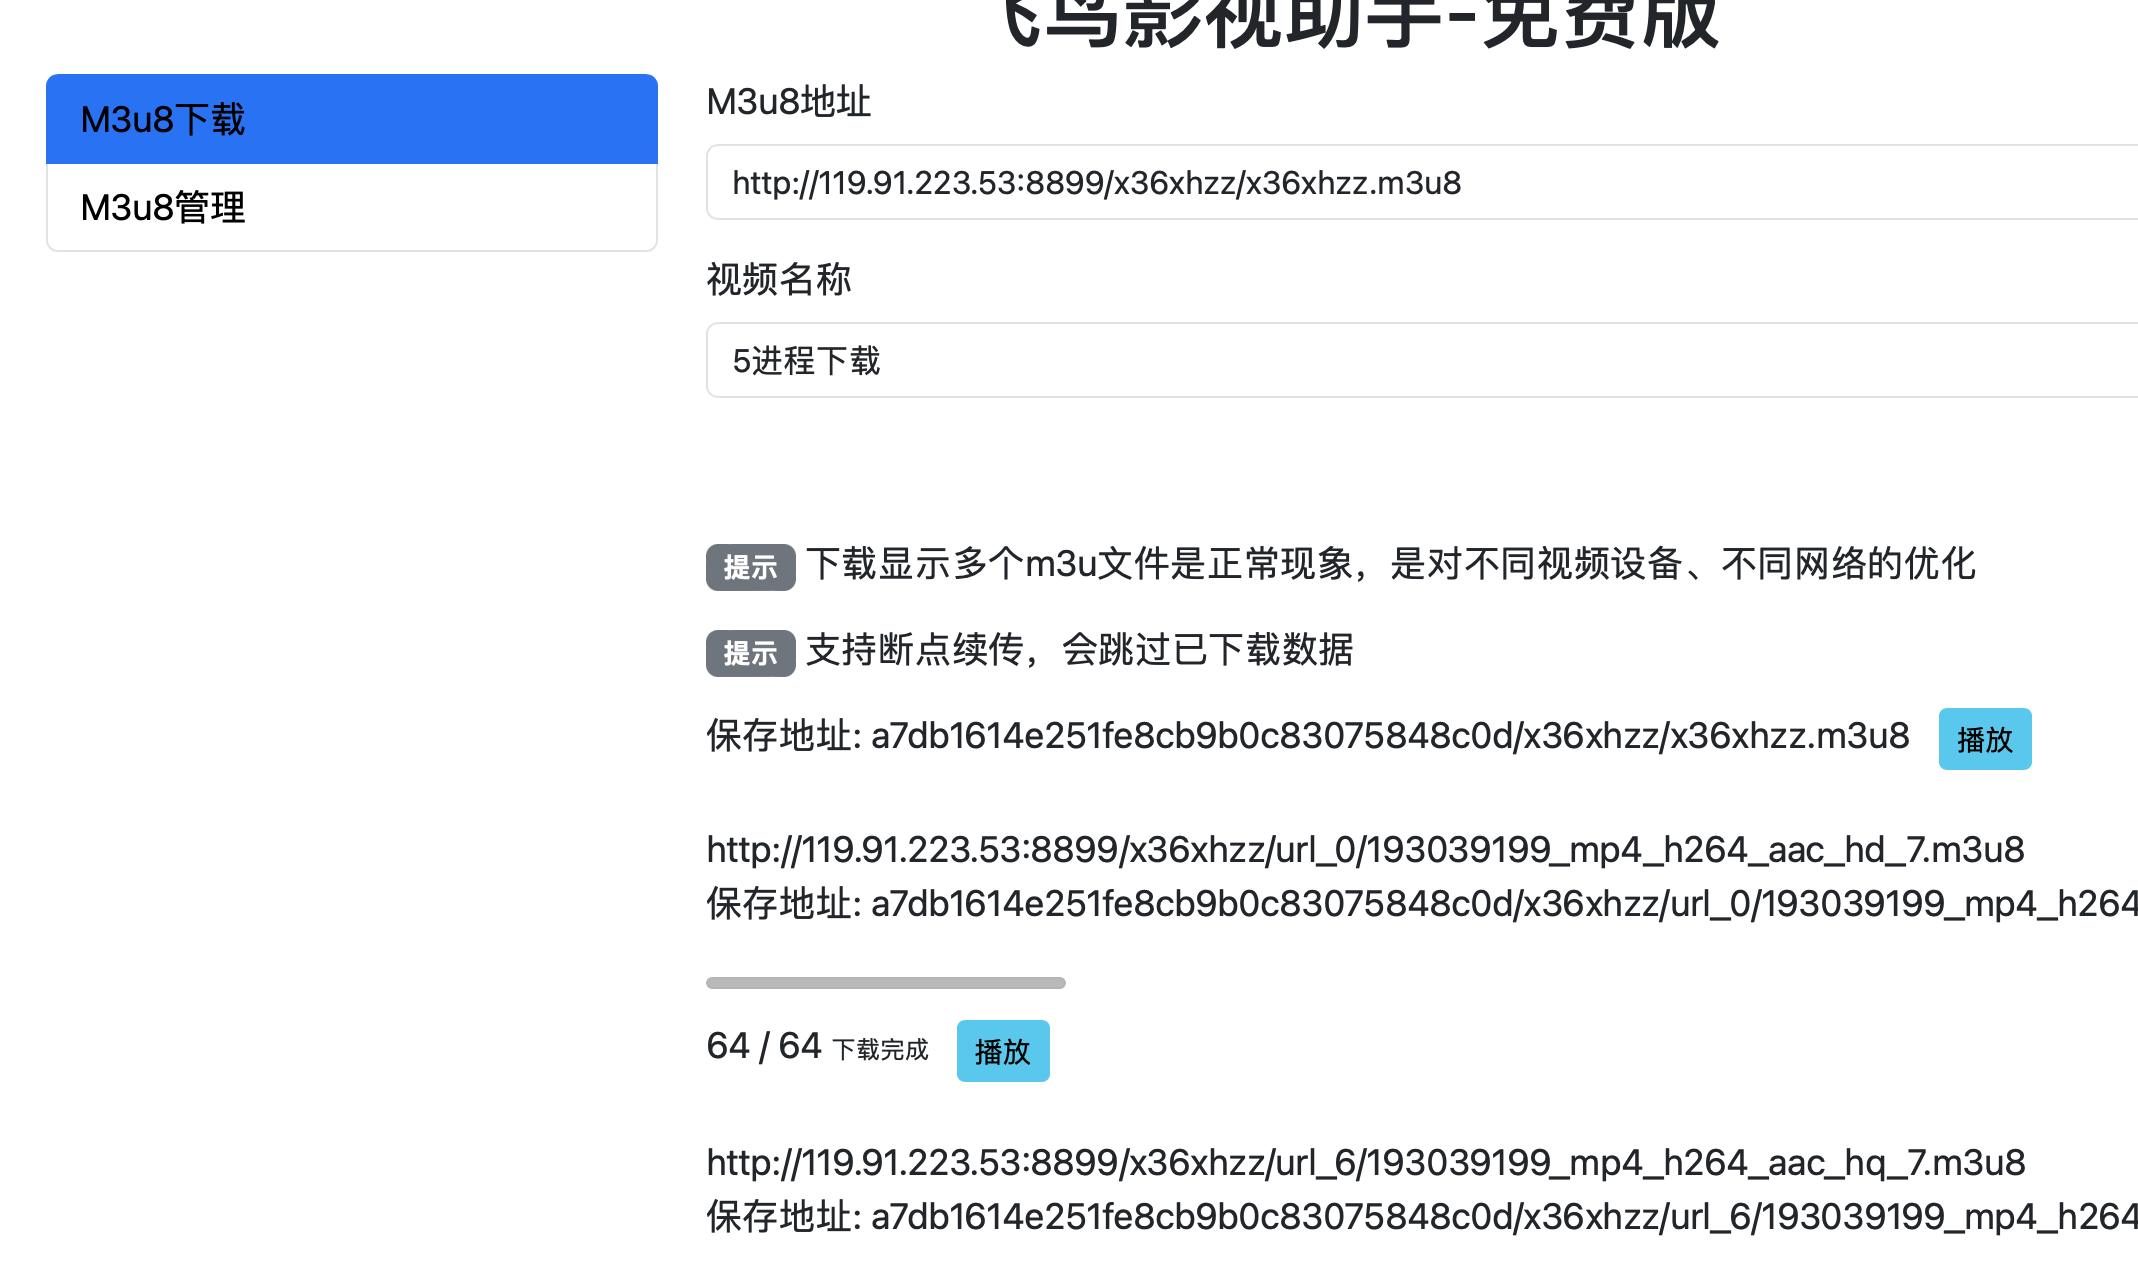 飞鸟影视助手-免费版
M3u8下载
M3u8管理
M3u8地址
http://119.91.223.53:8899/x36xhzz/x36xhzz.m3u8
视频名称
5进程下载
提示 下载显示多个m3u文件是正常现象，是对不同视频设备、不同网络的优化
提示 支持断点续传，会跳过已下载数据
保存地址: a7db1614e251fe8cb9b0c83075848c0d/x36xhzz/x36xhzz.m3u8 播放
http://119.91.223.53:8899/x36xhzz/url_0/193039199_mp4_h264_aac_hd_7.m3u8
保存地址: a7db1614e251fe8cb9b0c83075848c0d/x36xhzz/url_0/193039199_mp4_h264
64 / 64 下载完成 播放
http://119.91.223.53:8899/x36xhzz/url_6/193039199_mp4_h264_aac_hq_7.m3u8
保存地址: a7db1614e251fe8cb9b0c83075848c0d/x36xhzz/url_6/193039199_mp4_h264